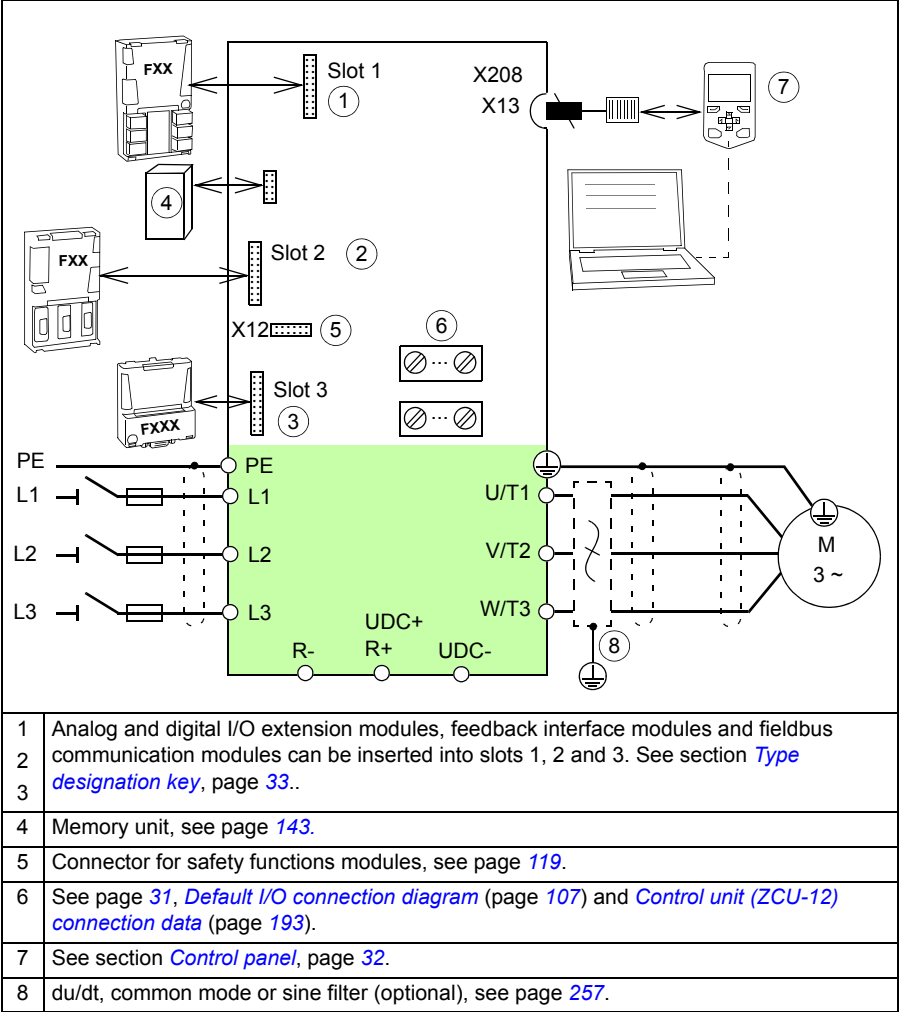 FXX
Slot 1
1
X208
X13
7
4
FXX
Slot 2
2
X12
5
6
...
...
Slot 3
3
FXXX
PE
PE
L1
L1
U/T1
L2
L2
V/T2
M
3 ~
L3
L3
W/T3
UDC+
R-
R+
UDC-
8
1
2
3
Analog and digital I/O extension modules, feedback interface modules and fieldbus
communication modules can be inserted into slots 1, 2 and 3. See section Type
designation key, page 33..
4 Memory unit, see page 143.
5 Connector for safety functions modules, see page 119.
6 See page 31, Default I/O connection diagram (page 107) and Control unit (ZCU-12)
connection data (page 193).
7 See section Control panel, page 32.
8 du/dt, common mode or sine filter (optional), see page 257.